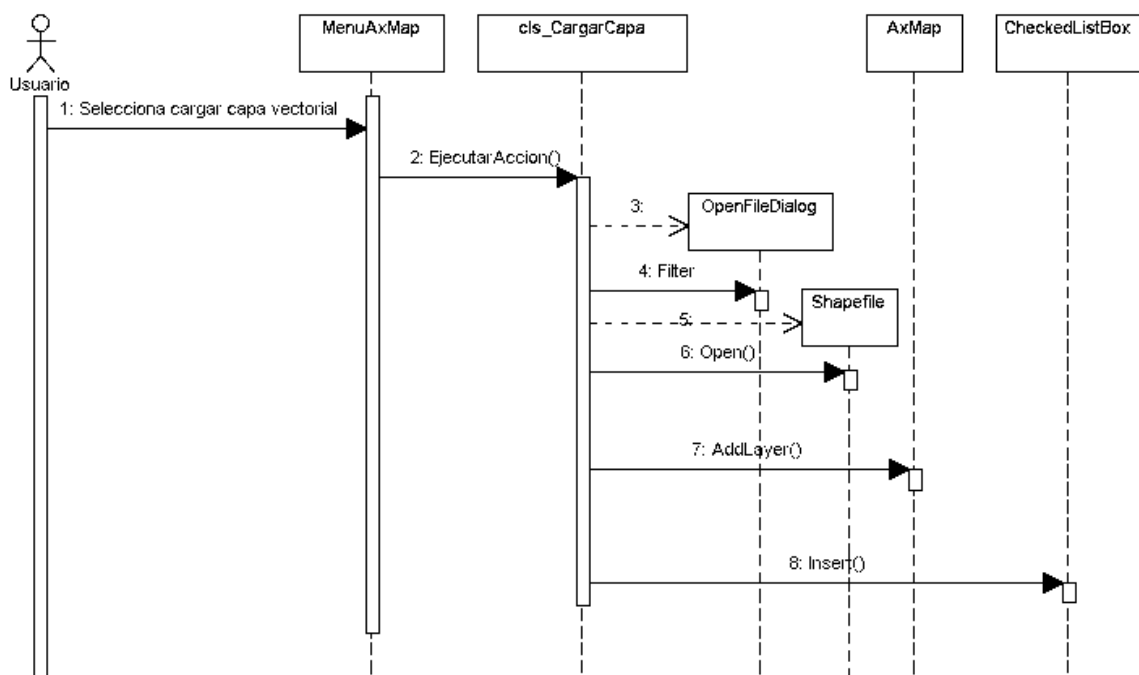 MenuAxMap
cls_CargarCapa
AxMap
CheckedListBox
Usuario
1: Selecciona cargar capa vectorial
2: EjecutarAccion()
3:
OpenFileDialog
4: Filter
Shapefile
5:
6: Open()
7: AddLayer()
8: Insert()